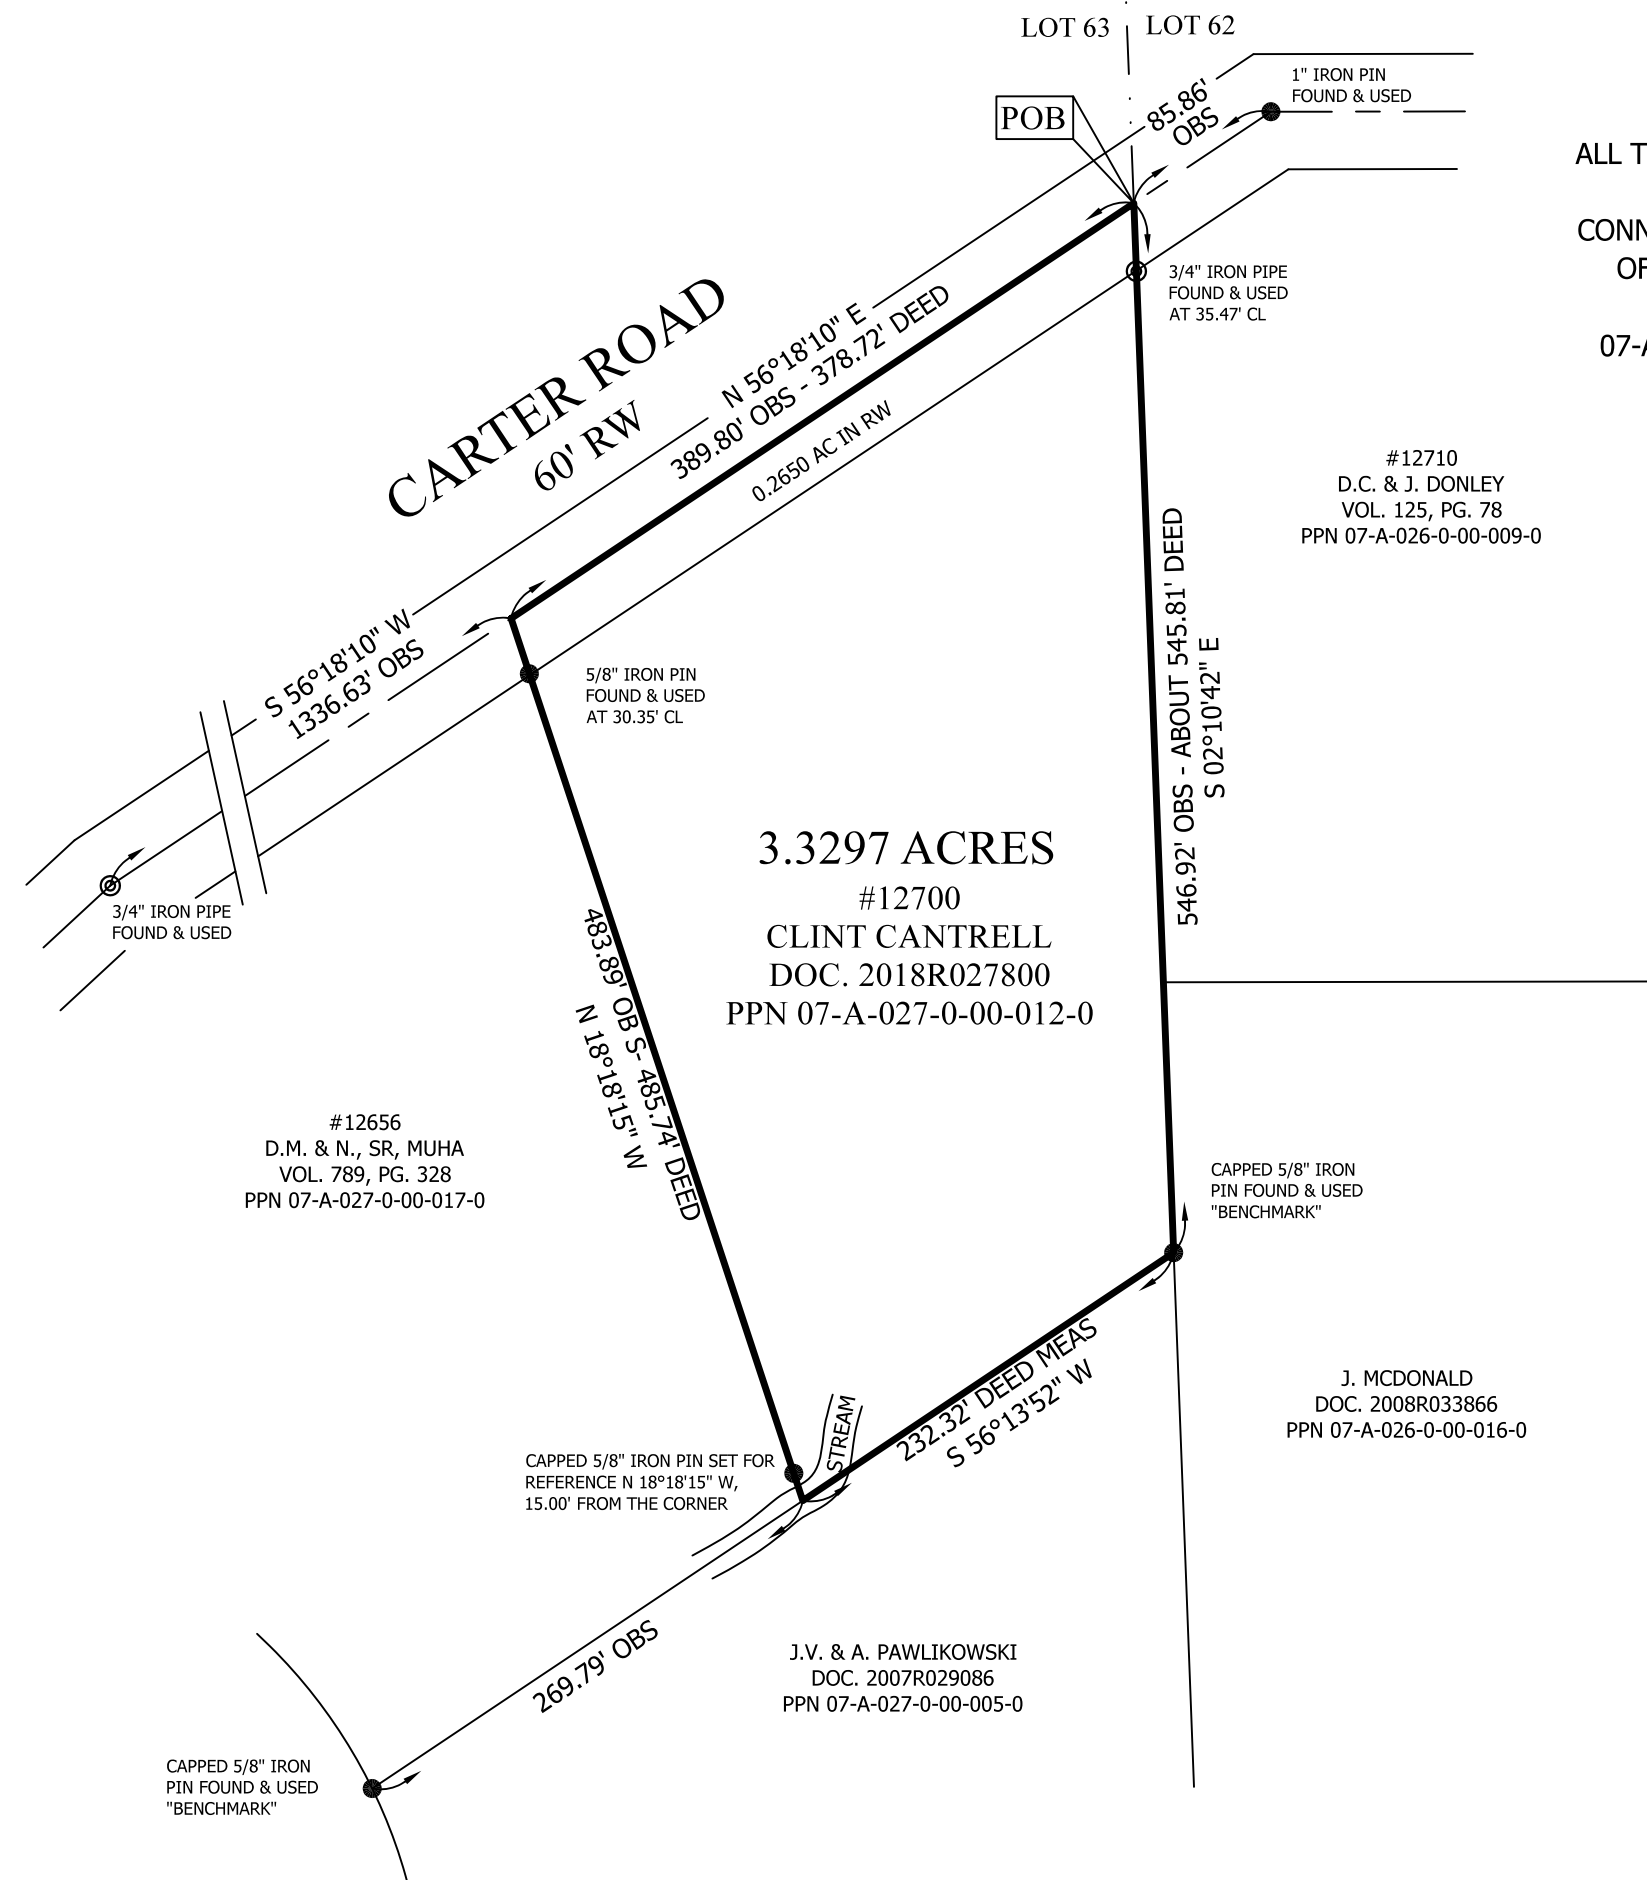 LOT 63
LOT 62
1" IRON PIN
FOUND & USED
85.86'
OBS
POB
ALL T
CONN
OF
07-A
3/4" IRON PIPE
FOUND & USED
AT 35.47' CL
CARTER ROAD
60' RW
N 56°18'10" E
389.80' OBS - 378.72' DEED
0.2650 AC IN RW
#12710
D.C. & J. DONLEY
VOL. 125, PG. 78
PPN 07-A-026-0-00-009-0
S 56°18'10" W
1336.63' OBS
5/8" IRON PIN
FOUND & USED
AT 30.35' CL
546.92' OBS - ABOUT 545.81' DEED
S 02°10'42" E
3/4" IRON PIPE
FOUND & USED
3.3297 ACRES
#12700
CLINT CANTRELL
DOC. 2018R027800
PPN 07-A-027-0-00-012-0
483.89' OB S- 485.74' DEED
N 18°18'15" W
#12656
D.M. & N., SR, MUHA
VOL. 789, PG. 328
PPN 07-A-027-0-00-017-0
CAPPED 5/8" IRON
PIN FOUND & USED
"BENCHMARK"
232.32' DEED MEAS
S 56°13'52" W
J. MCDONALD
DOC. 2008R033866
PPN 07-A-026-0-00-016-0
STREAM
CAPPED 5/8" IRON PIN SET FOR
REFERENCE N 18°18'15" W,
15.00' FROM THE CORNER
269.79' OBS
J.V. & A. PAWLIKOWSKI
DOC. 2007R029086
PPN 07-A-027-0-00-005-0
CAPPED 5/8" IRON
PIN FOUND & USED
"BENCHMARK"